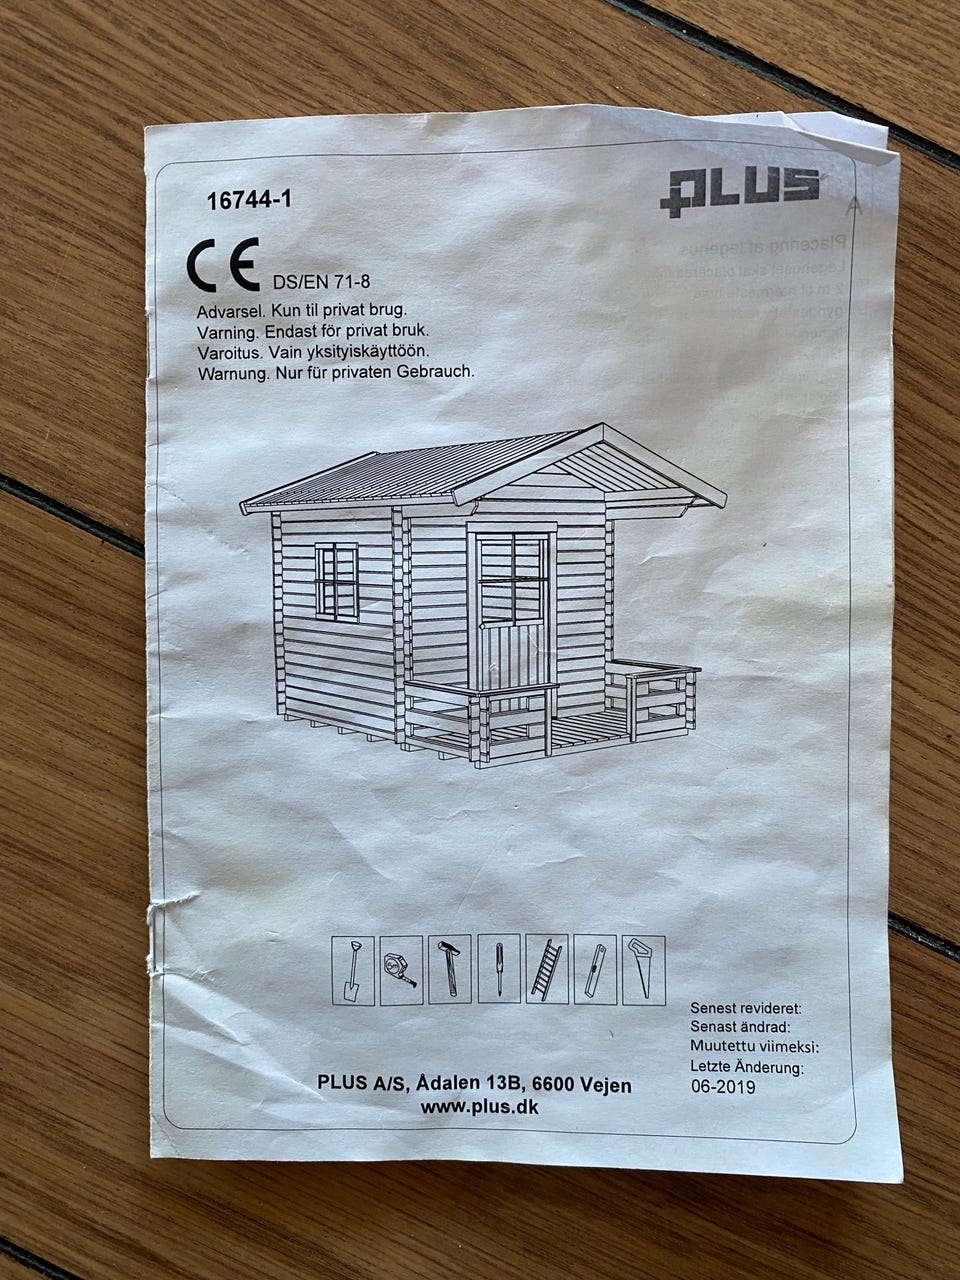 16744-1
PLUS
CE DS/EN 71-8
Advarsel. Kun til privat brug.
Varning. Endast för privat bruk.
Varoitus. Vain yksityiskäyttöön.
Warnung. Nur für privaten Gebrauch.
Senest revideret:
Senast ändrad:
Muutettu viimeksi:
Letzte Änderung:
06-2019
PLUS A/S, Ådalen 13B, 6600 Vejen
www.plus.dk